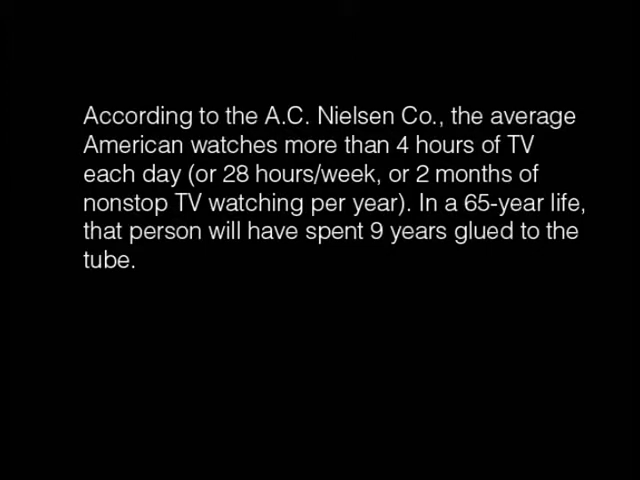 According to the A.C. Nielsen Co., the average
American watches more than 4 hours of TV
each day (or 28 hours/week, or 2 months of
nonstop TV watching per year). In a 65-year life,
that person will have spent 9 years glued to the
tube.